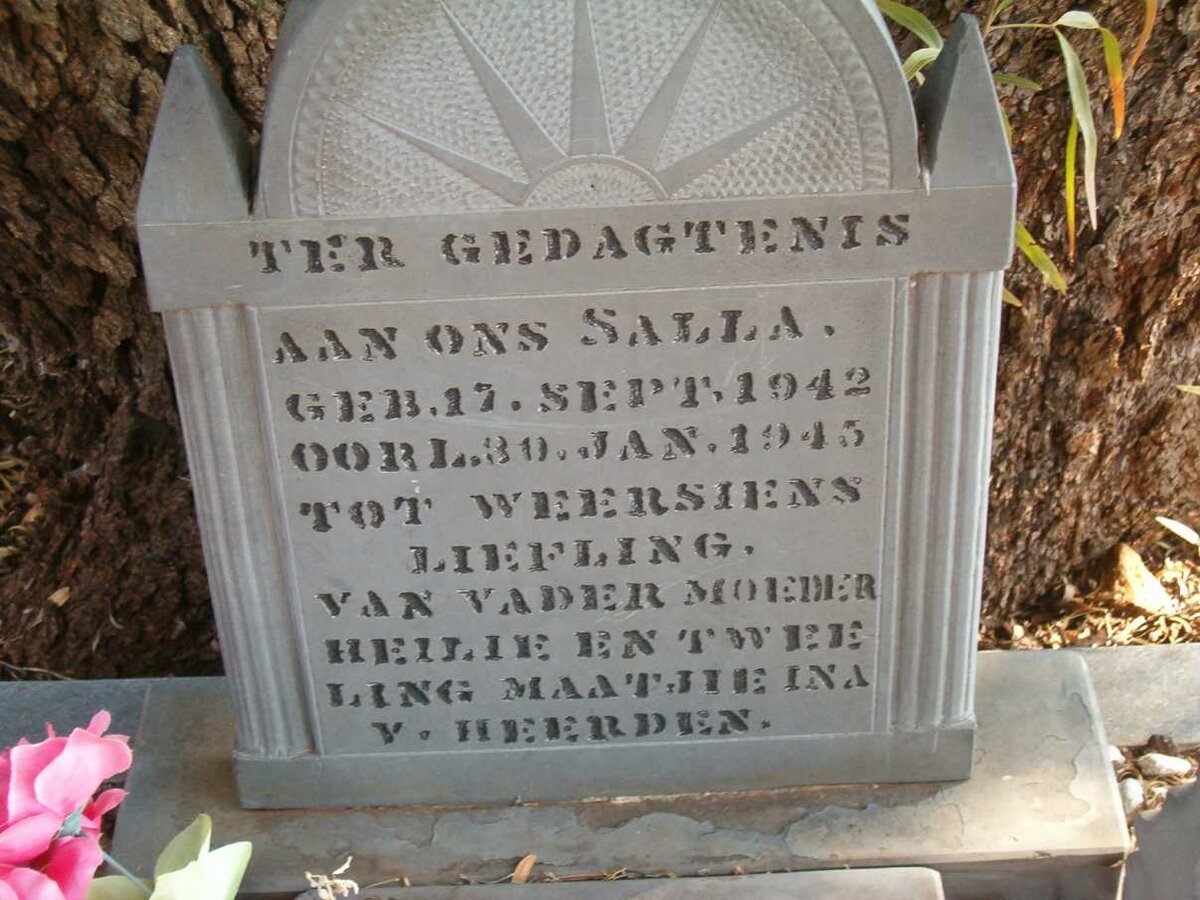 TER GEDAGTENIS
AAN ONS SALLA.
GEB.17.SEPT.1942
OORL.30.JAN.1945
TOT WEERSIENS
LIEFLING.
VAN VADER MOEDER
HEILIE EN TWEE
LING MAATJIE INA
V. HEERDEN.